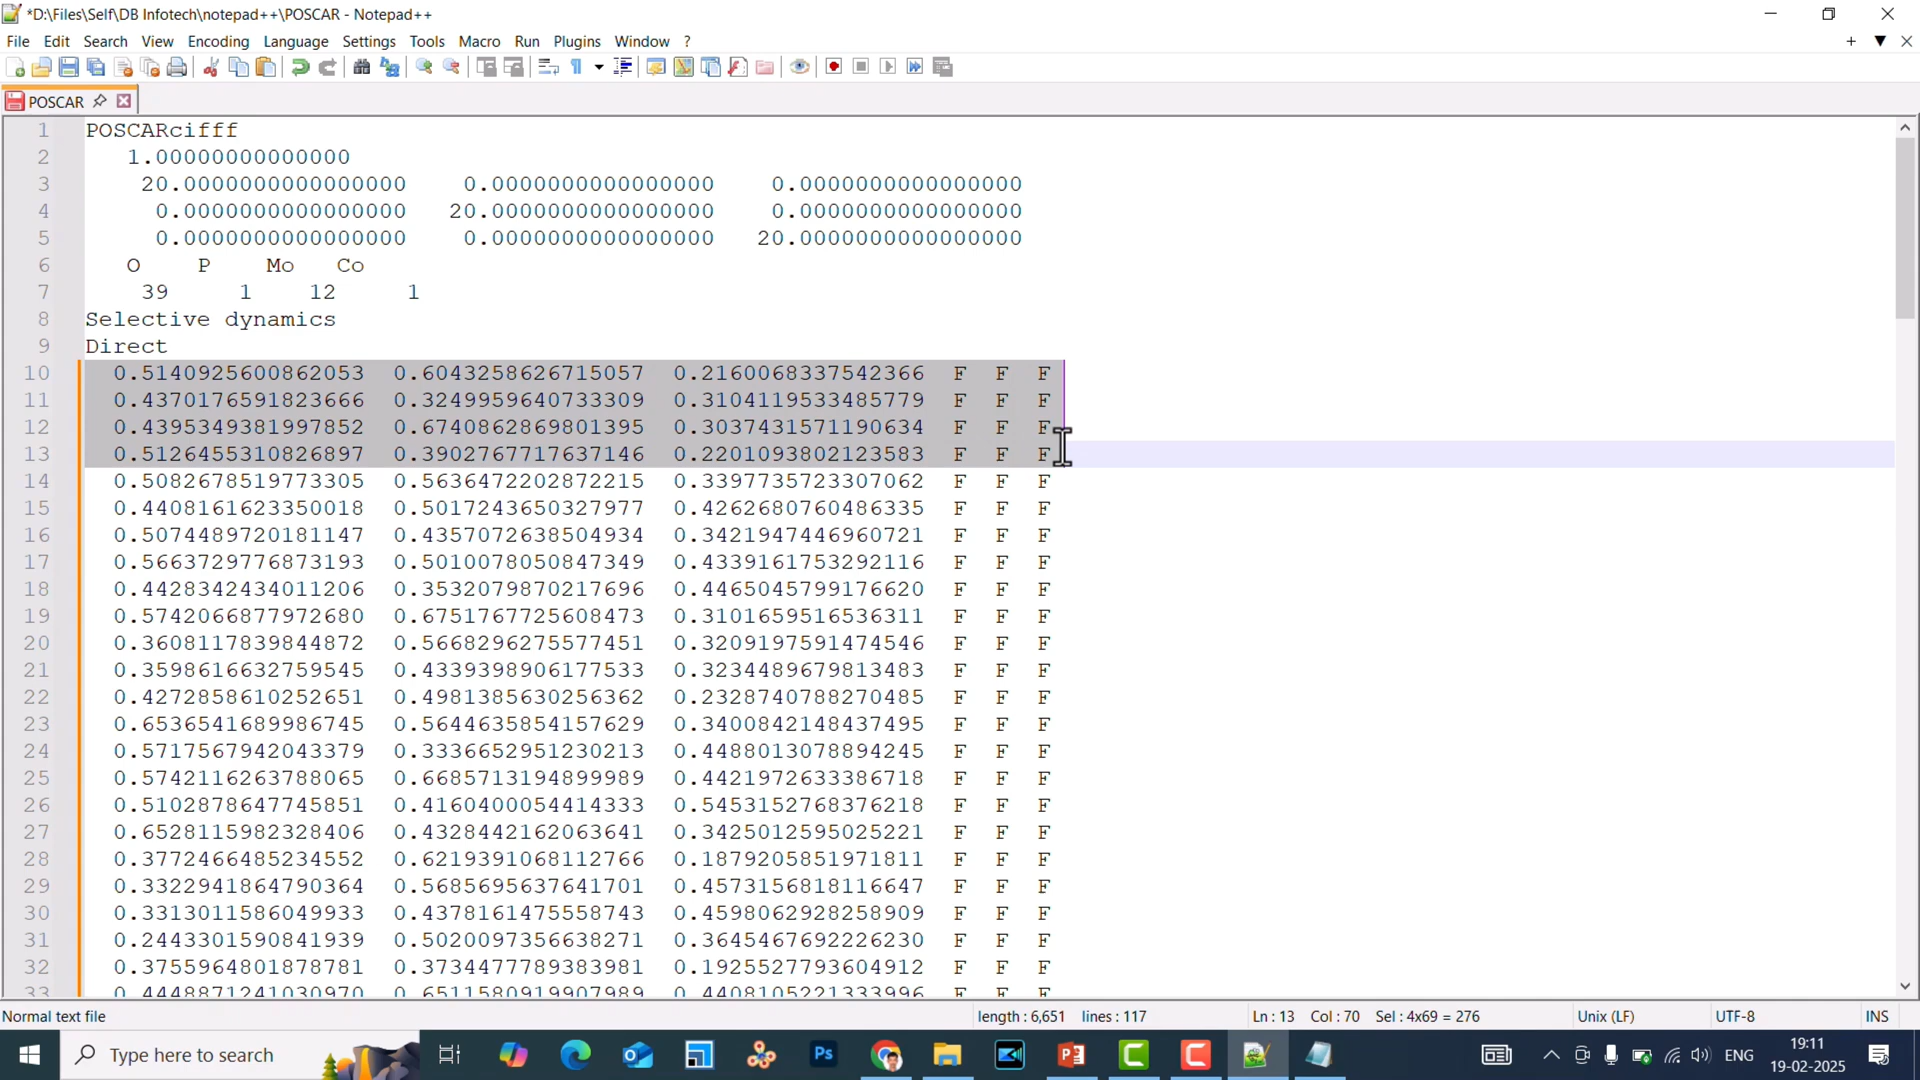 *D:\Files\Self\DB Infotech\notepad++\POSCAR - Notepad++
File Edit Search View Encoding Language Settings Tools Macro Run Plugins Window ?
POSCAR
1 POSCARcifff
2 1.00000000000000
3 20.0000000000000000 0.0000000000000000 0.0000000000000000
4 0.0000000000000000 20.0000000000000000 0.0000000000000000
5 0.0000000000000000 0.0000000000000000 20.0000000000000000
6 O P Mo Co
7 39 1 12 1
8 Selective dynamics
9 Direct
10 0.5140925600862053 0.6043258626715057 0.2160068337542366 F F F
11 0.4370176591823666 0.3249959640733309 0.3104119533485779 F F F
12 0.4395349381997852 0.6740862869801395 0.3037431571190634 F F F
13 0.5126455310826897 0.3902767717637146 0.2201093802123583 F F F
14 0.5082678519773305 0.5636472202872215 0.3397735723307062 F F F
15 0.4408161623350018 0.5017243650327977 0.4262680760486335 F F F
16 0.5074489720181147 0.4357072638504934 0.3421947446960721 F F F
17 0.5663729776873193 0.5010078050847349 0.4339161753292116 F F F
18 0.4428342434011206 0.3532079870217696 0.4465045799176620 F F F
19 0.5742066877972680 0.6751767725608473 0.3101659516536311 F F F
20 0.3608117839844872 0.5668296275577451 0.3209197591474546 F F F
21 0.3598616632759545 0.4339398906177533 0.3234489679813483 F F F
22 0.4272858610252651 0.4981385630256362 0.2328740788270485 F F F
23 0.6536541689986745 0.5644635854157629 0.3400842148437495 F F F
24 0.5717567942043379 0.3336652951230213 0.4488013078894245 F F F
25 0.5742116263788065 0.6685713194899989 0.4421972633386718 F F F
26 0.5102878647745851 0.4160400054414333 0.5453152768376218 F F F
27 0.6528115982328406 0.4328442162063641 0.3425012595025221 F F F
28 0.3772466485234552 0.6219391068112766 0.1879205851971811 F F F
29 0.3322941864790364 0.5685695637641701 0.4573156818116647 F F F
30 0.3313011586049933 0.4378161475558743 0.4598062928258909 F F F
31 0.2443301590841939 0.5020097356638271 0.3645467692226230 F F F
32 0.3755964801878781 0.3734477789383981 0.1925527793604912 F F F
33 0.4448871241030970 0.6511580919907989 0.4408105221333996 F F F
Normal text file length : 6,651 lines : 117 Ln : 13 Col : 70 Sel : 4x69 = 276 Unix (LF) UTF-8 INS
Type here to search
Ps
ENG
19:11
19-02-2025